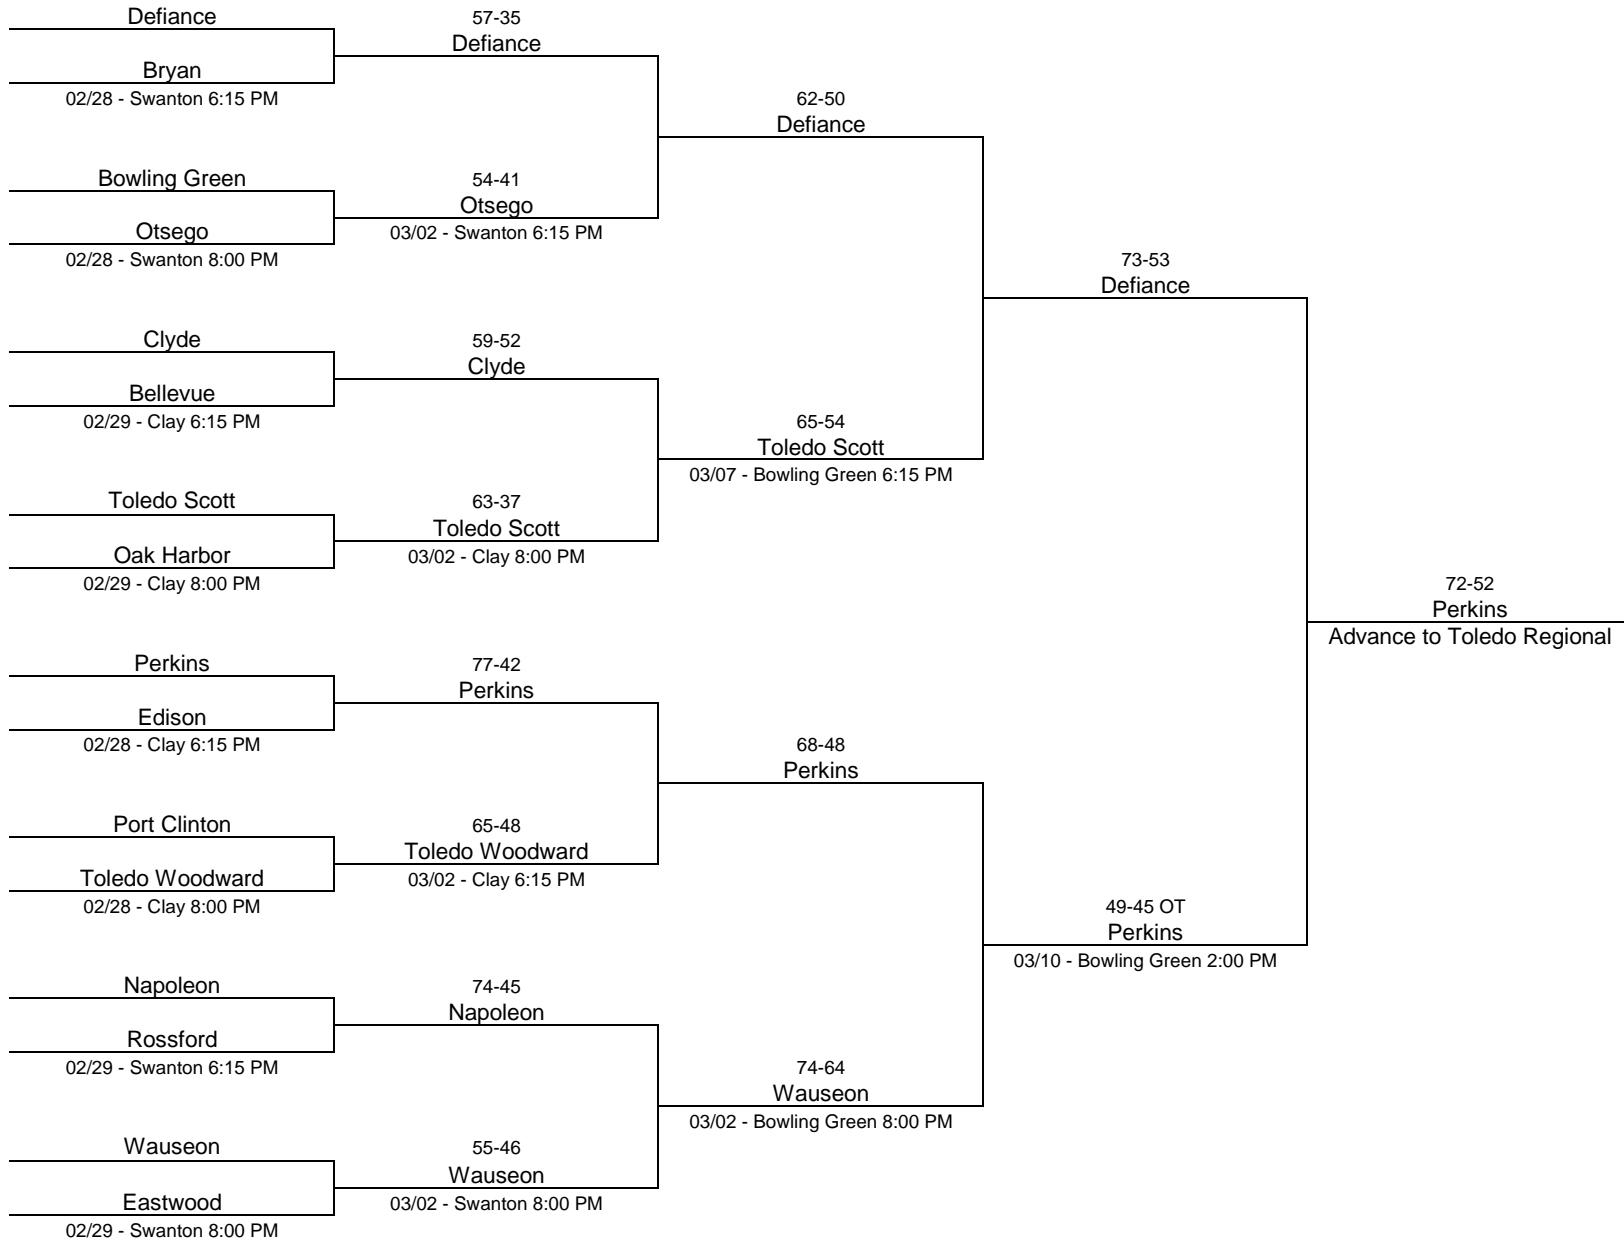 Defiance
Bryan
02/28 - Swanton 6:15 PM
Bowling Green
Otsego
02/28 - Swanton 8:00 PM
Clyde
Bellevue
02/29 - Clay 6:15 PM
Toledo Scott
Oak Harbor
02/29 - Clay 8:00 PM
Perkins
Edison
02/28 - Clay 6:15 PM
Port Clinton
Toledo Woodward
02/28 - Clay 8:00 PM
Napoleon
Rossford
02/29 - Swanton 6:15 PM
Wauseon
Eastwood
02/29 - Swanton 8:00 PM
57-35
Defiance
54-41
Otsego
03/02 - Swanton 6:15 PM
59-52
Clyde
63-37
Toledo Scott
03/02 - Clay 8:00 PM
77-42
Perkins
65-48
Toledo Woodward
03/02 - Clay 6:15 PM
74-45
Napoleon
55-46
Wauseon
03/02 - Swanton 8:00 PM
62-50
Defiance
65-54
Toledo Scott
03/07 - Bowling Green 6:15 PM
68-48
Perkins
74-64
Wauseon
03/02 - Bowling Green 8:00 PM
73-53
Defiance
49-45 OT
Perkins
03/10 - Bowling Green 2:00 PM
72-52
Perkins
Advance to Toledo Regional